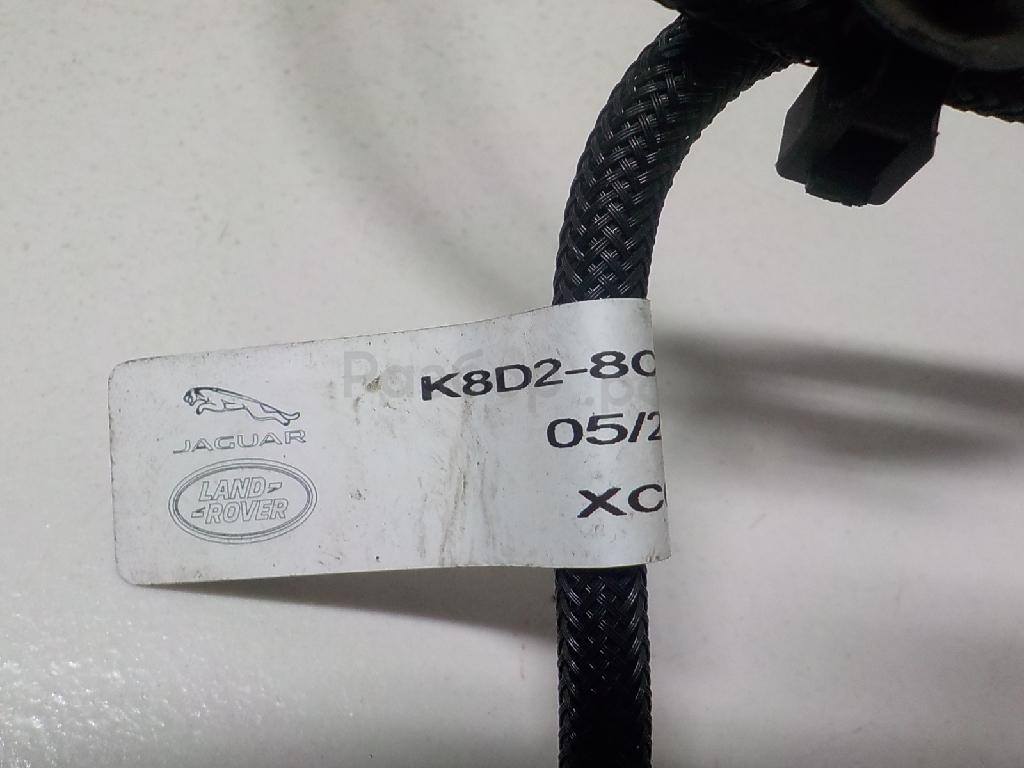 JAGUAR
LAND-
-ROVER
K8D2-8C
05/2
XC